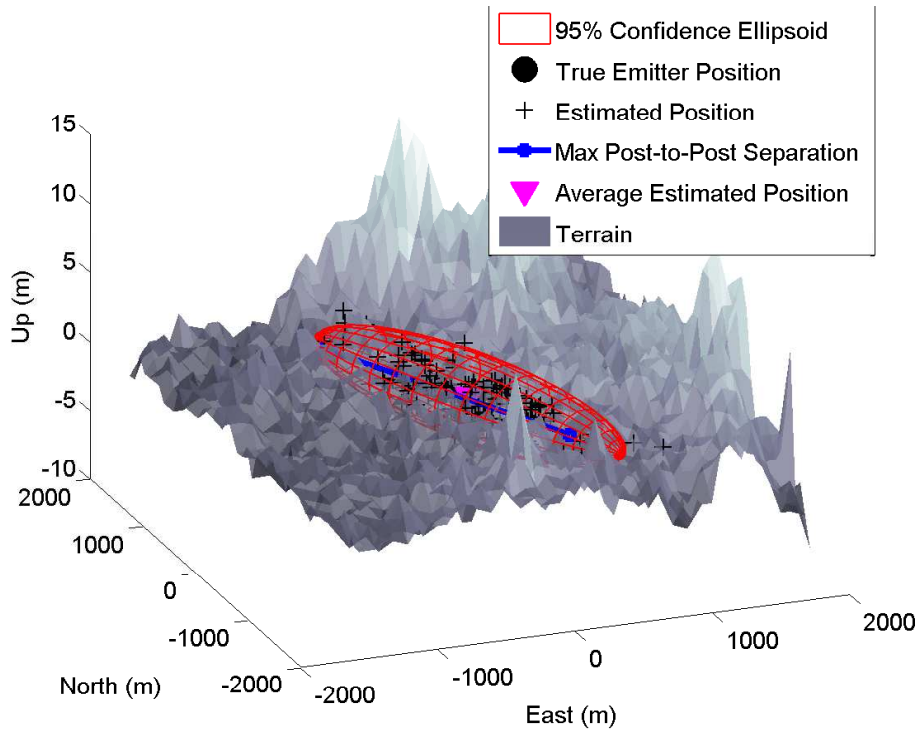 95% Confidence Ellipsoid
True Emitter Position
Estimated Position
Max Post-to-Post Separation
Average Estimated Position
Terrain
15
10
5
0
-5
-10
Up (m)
2000
1000
0
-1000
-2000
North (m)
-2000
-1000
0
1000
2000
East (m)